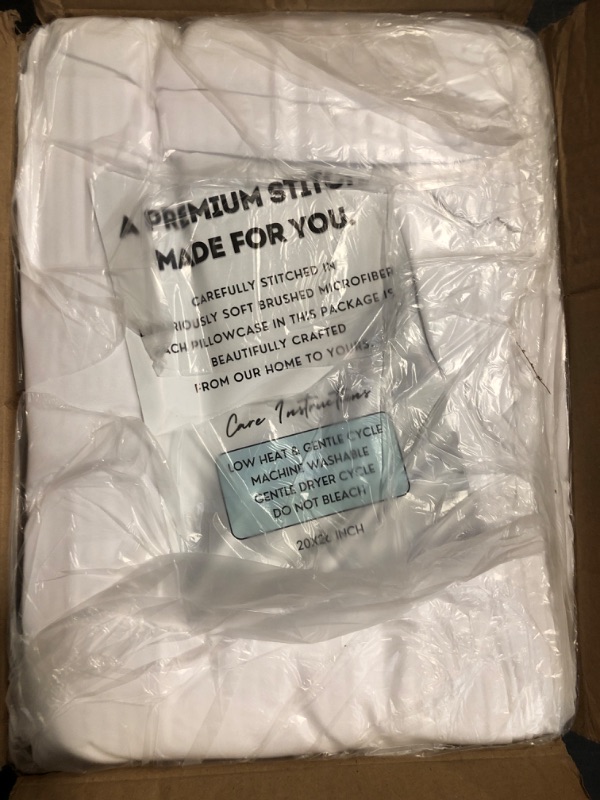 A PREMIUM
MADE FOR YOU.
CAREFULLY STITCHED IN
SOFT BRUSHED MICROFIBER
PILLOWCASE IN THIS PACKAGE IS
BEAUTIFULLY CRAFTED
FROM OUR HOME TO YOURS.
Care Instructions
LOW HEAT & GENTLE CYCLE
MACHINE WASHABLE
GENTLE DRYER CYCLE
DO NOT BLEACH
INCH